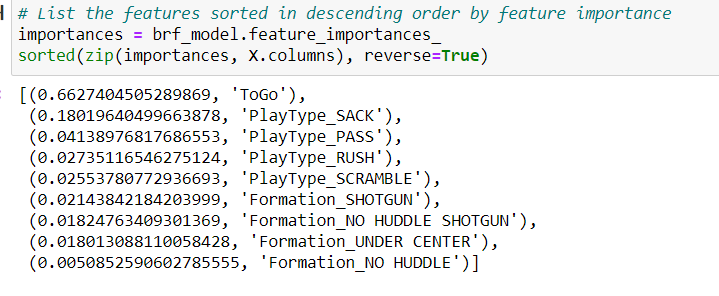 # List the features sorted in descending order by feature importance
importances = brf_model.feature_importances_
sorted(zip(importances, X.columns), reverse=True)
[(0.6627404505289869, 'ToGo'),
(0.18019640499663878, 'PlayType_SACK'),
(0.04138976817686553, 'PlayType_PASS'),
(0.02735116546275124, 'PlayType_RUSH'),
(0.02553780772936693, 'PlayType_SCRAMBLE'),
(0.02143842184203999, 'Formation_SHOTGUN'),
(0.01824763409301369, 'Formation_NO HUDDLE SHOTGUN'),
(0.018013088110058428, 'Formation_UNDER CENTER'),
(0.0050852590602785555, 'Formation_NO HUDDLE')]